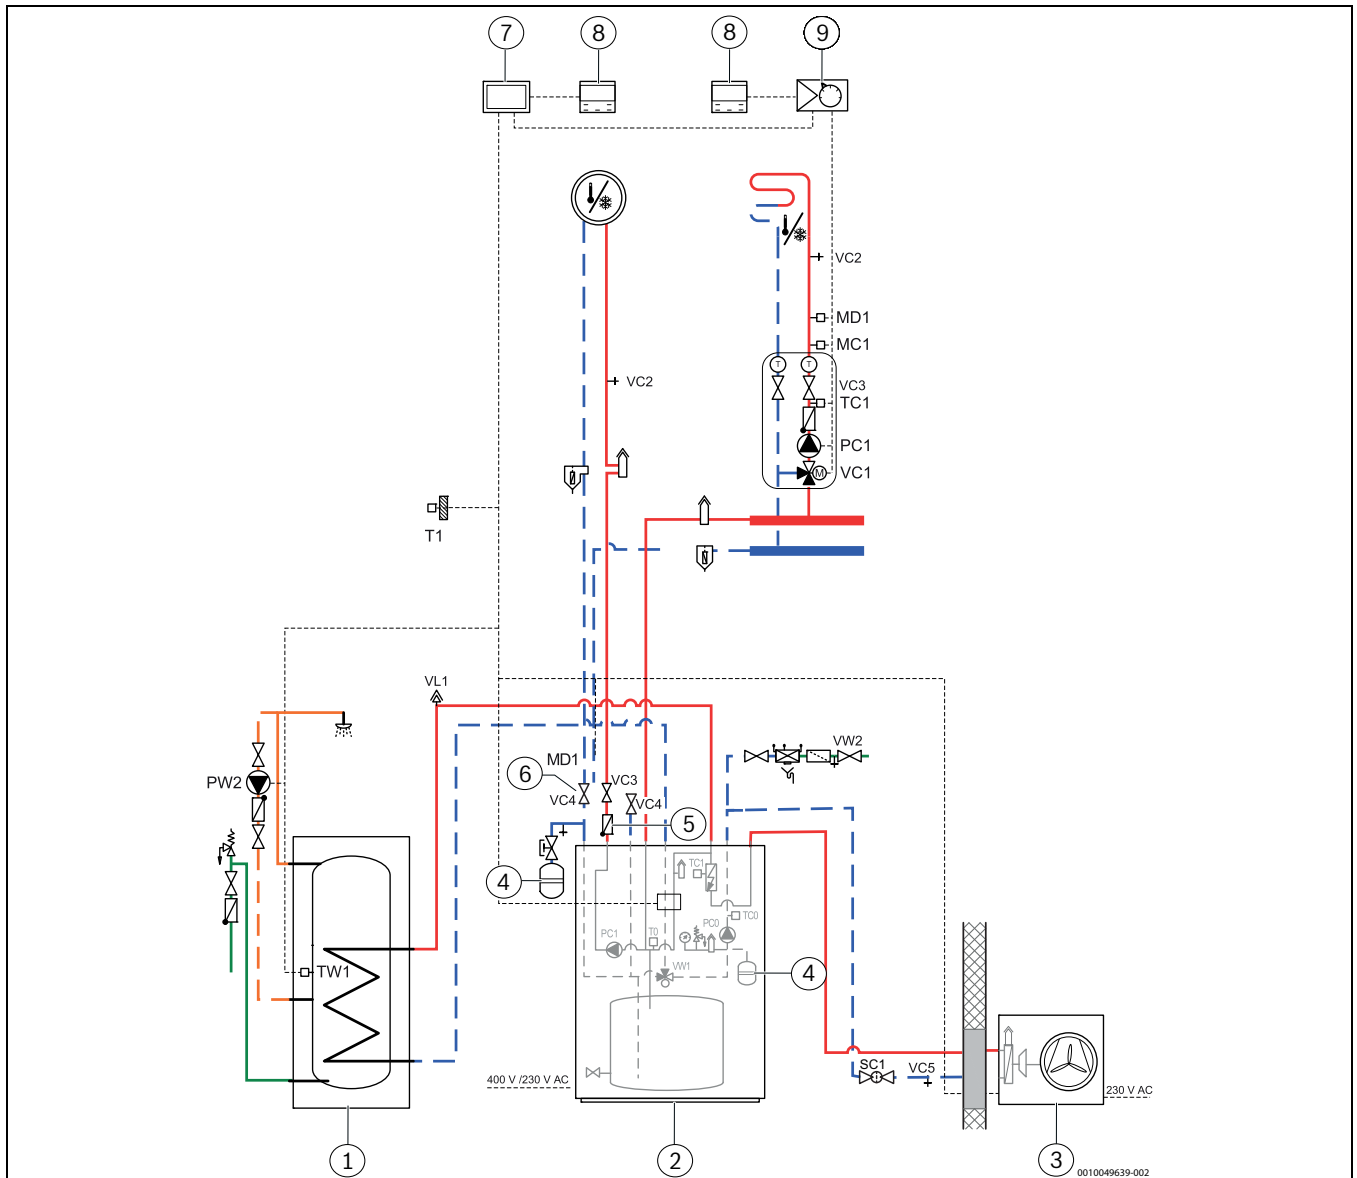 7
8
8
9
VC2
MD1
MC1
T
T
VC3
TC1
VC2
PC1
M
VC1
T1
VL1
VW2
MD1
6
VC3
PW2
VC4
VC4
5
4
TC1
PC0
TC0
PC1
T0
VW1
4
TW1
SC1
VC5
400 V /230 V AC
230 V AC
1
2
3
0010049639-002